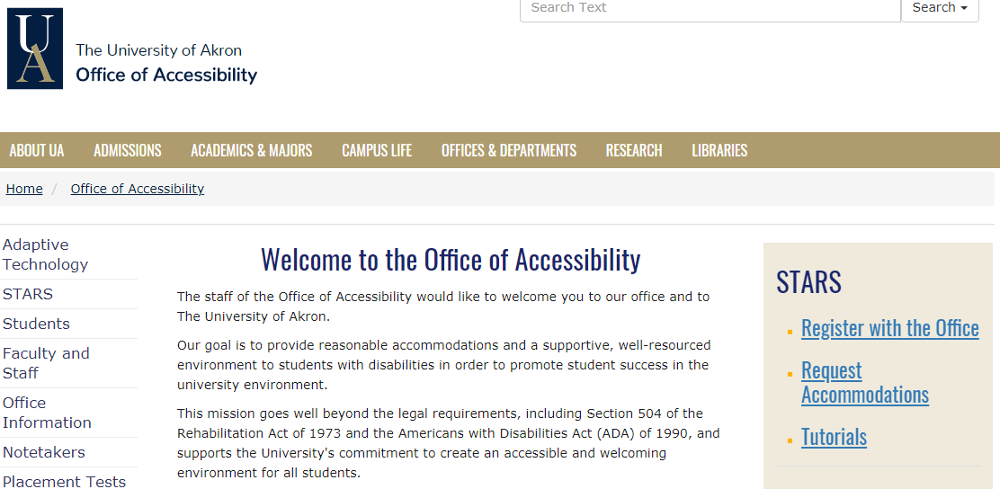 Search Text
Search
UA
The University of Akron
Office of Accessibility
ABOUT UA ADMISSIONS ACADEMICS & MAJORS CAMPUS LIFE OFFICES & DEPARTMENTS RESEARCH LIBRARIES
Home / Office of Accessibility
Adaptive
Technology
STARS
Students
Faculty and
Staff
Office
Information
Notetakers
Placement Tests
Welcome to the Office of Accessibility
The staff of the Office of Accessibility would like to welcome you to our office and to
The University of Akron.
Our goal is to provide reasonable accommodations and a supportive, well-resourced
environment to students with disabilities in order to promote student success in the
university environment.
This mission goes well beyond the legal requirements, including Section 504 of the
Rehabilitation Act of 1973 and the Americans with Disabilities Act (ADA) of 1990, and
supports the University's commitment to create an accessible and welcoming
environment for all students.
STARS
Register with the Office
Request
Accommodations
Tutorials